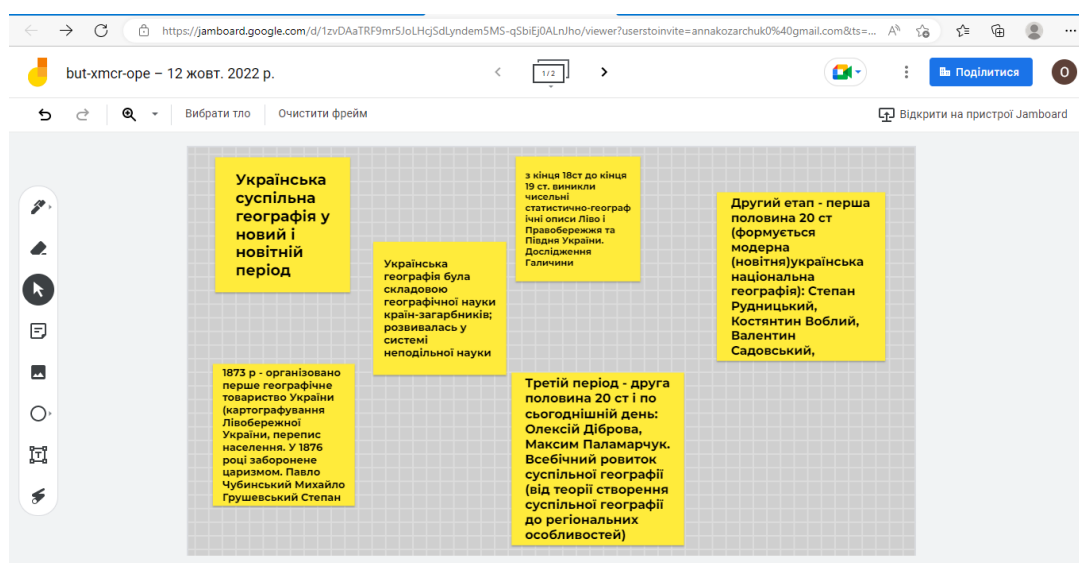 https://jamboard.google.com/d/1zvDAaTRF9mr5JoLHcjSdLyndem5MS-qSbiEj0ALnJho/viewer?userstoinvite=annakozarchuk0%40gmail.com&ts=...
but-xmcr-ope – 12 жовт. 2022 р.
1/2
Поділитися
O
Вибрати тло
Очистити фрейм
Відкрити на пристрої Jamboard
Українська
суспільна
географія у
новий і
новітній
період
Українська
географія була
складовою
географічної науки
країн-загарбників;
розвивалась у
системі
неподільної науки
з кінця 18ст до кінця
19 ст. виникли
чисельні
статистично-географ
ічні описи Ліво і
Правобережжя та
Півдня України.
Дослідження
Галичини
Другий етап - перша
половина 20 ст
(формується
модерна
(новітня)українська
національна
географія): Степан
Рудницький,
Костянтин Воблий,
Валентин
Садовський,
1873 р - організовано
перше географічне
товариство України
(картографування
Лівобережної
України, перепис
населення. У 1876
році заборонене
царизмом. Павло
Чубинський Михайло
Грушевський Степан
Третій період - друга
половина 20 ст і по
сьогоднішній день:
Олексій Діброва,
Максим Паламарчук.
Всебічний ровиток
суспільної географії
(від теорії створення
суспільної географії
до регіональних
особливостей)